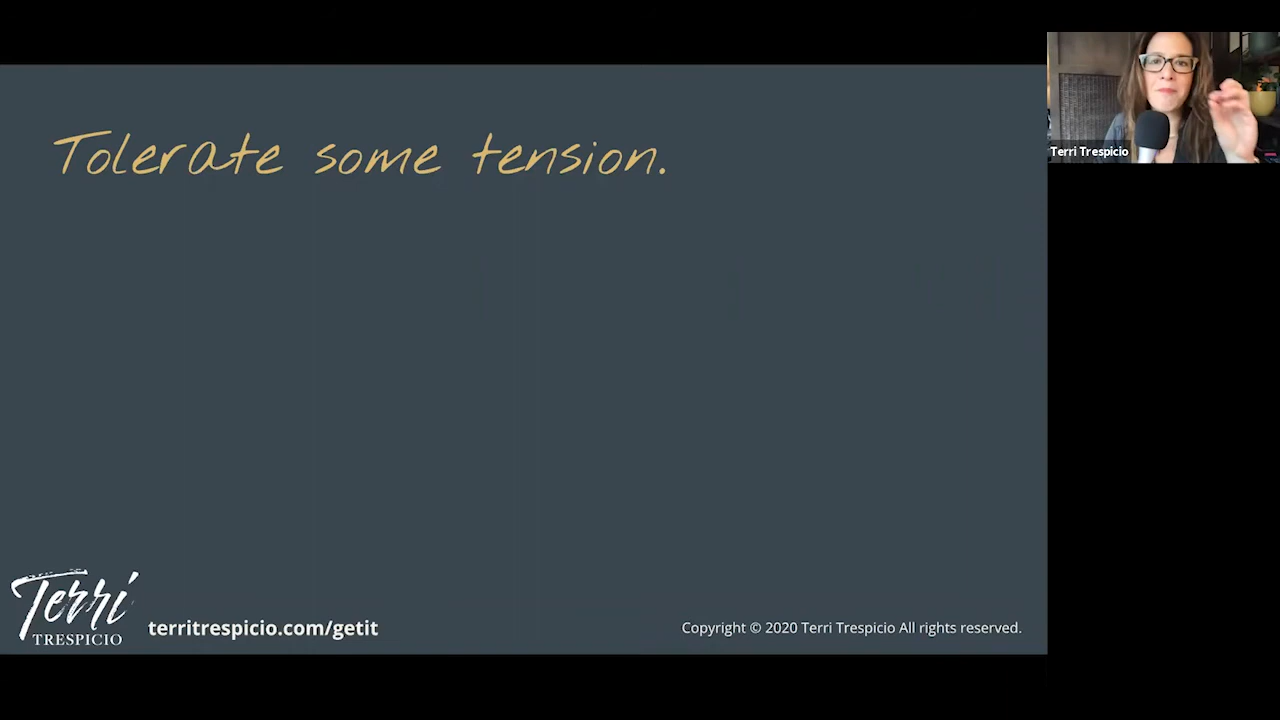 Tolerate some tension.
Terri Trespicio
Terri
TRESPICIO
territrespicio.com/getit
Copyright © 2020 Terri Trespicio All rights reserved.